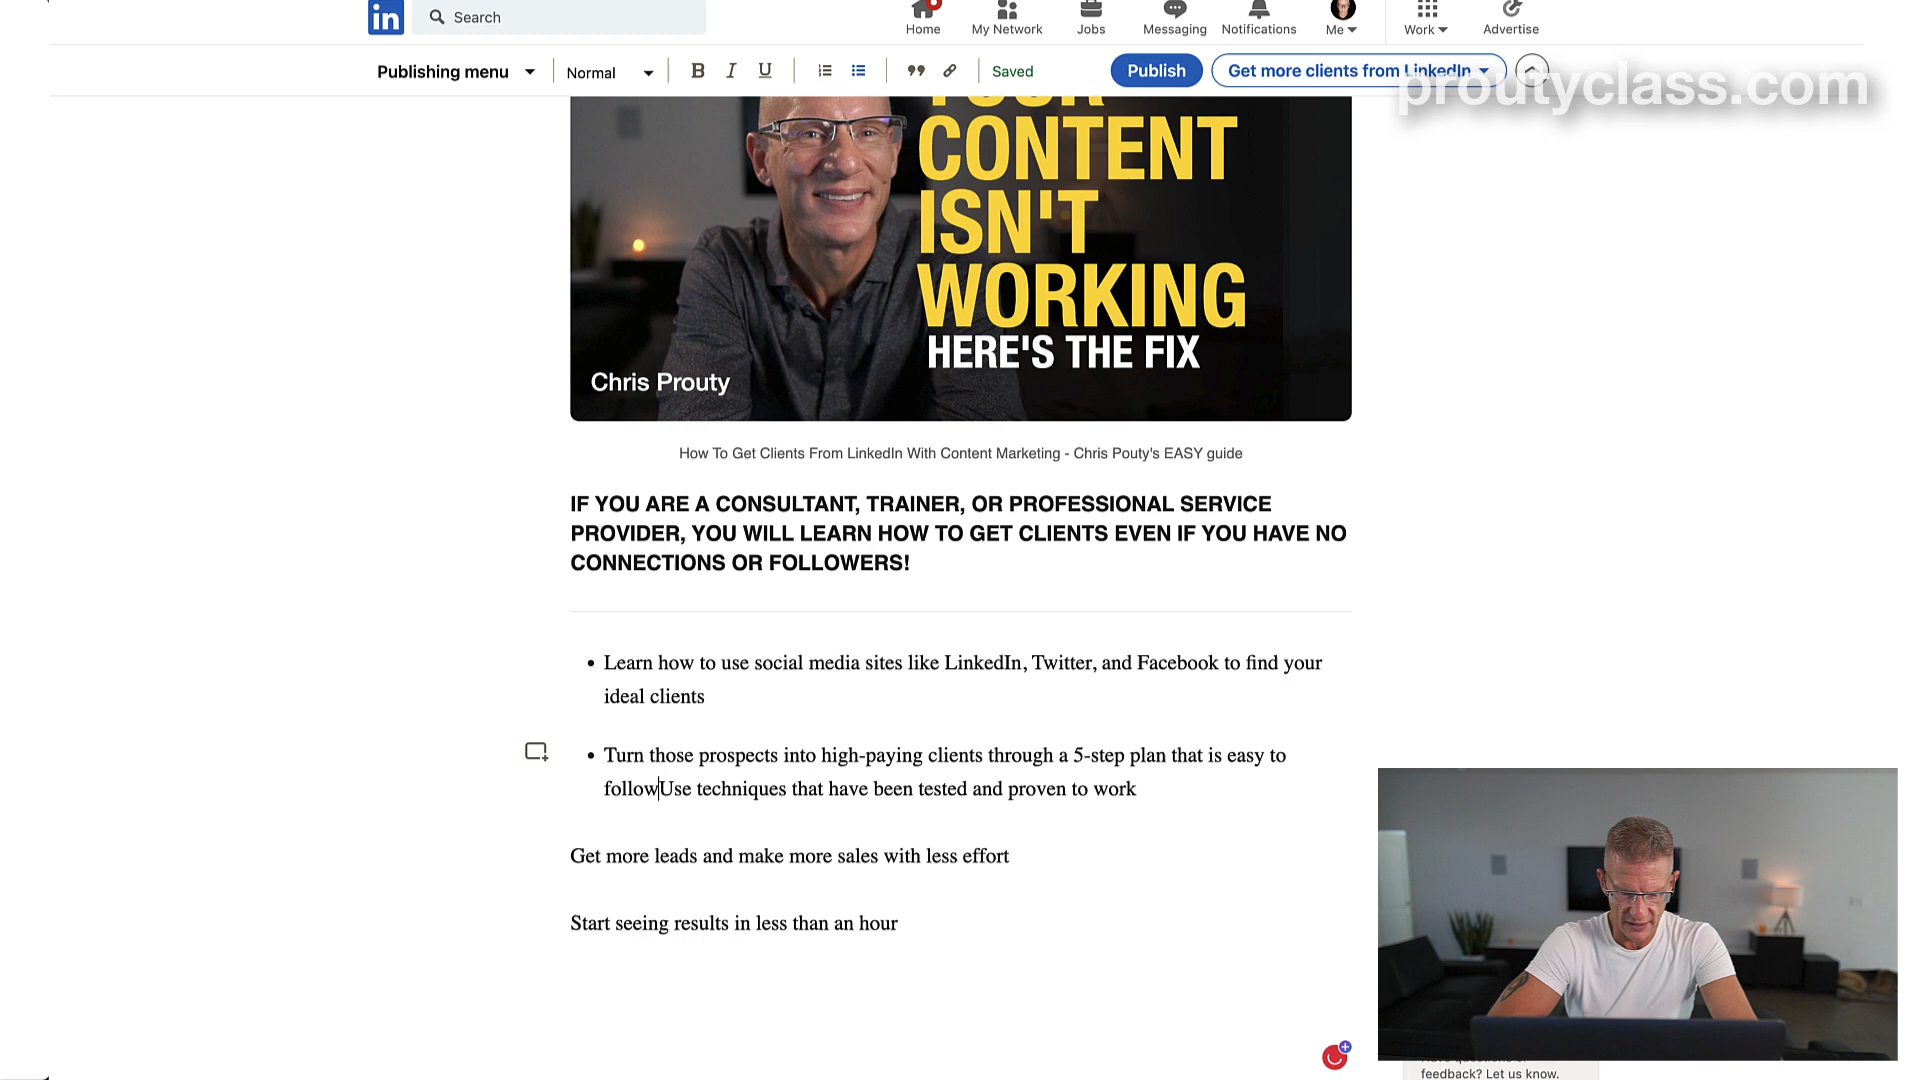 in
Search
Home
My Network
Jobs
Messaging
Notifications
Me
Work
Advertise
Publishing menu
Normal
B
I
U
Saved
Publish
Get more clients from LinkedIn
proutyclass.com
YOUR
CONTENT
ISN'T
WORKING
HERE'S THE FIX
Chris Prouty
How To Get Clients From LinkedIn With Content Marketing - Chris Pouty's EASY guide
IF YOU ARE A CONSULTANT, TRAINER, OR PROFESSIONAL SERVICE
PROVIDER, YOU WILL LEARN HOW TO GET CLIENTS EVEN IF YOU HAVE NO
CONNECTIONS OR FOLLOWERS!
• Learn how to use social media sites like LinkedIn, Twitter, and Facebook to find your
ideal clients
• Turn those prospects into high-paying clients through a 5-step plan that is easy to
followUse techniques that have been tested and proven to work
Get more leads and make more sales with less effort
Start seeing results in less than an hour
feedback? Let us know.